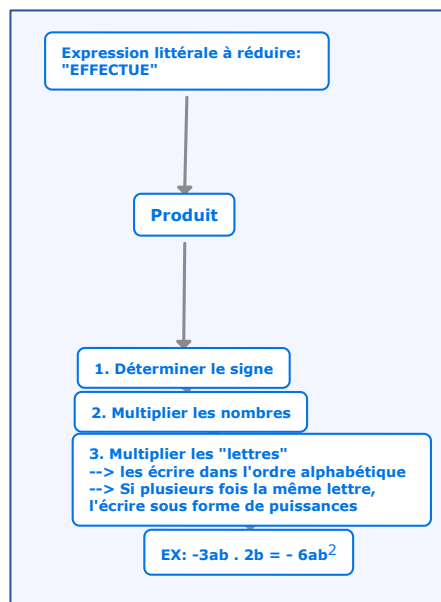 Expression littérale à réduire:
"EFFECTUE"
Produit
1. Déterminer le signe
2. Multiplier les nombres
3. Multiplier les "lettres"
--> les écrire dans l'ordre alphabétique
--> Si plusieurs fois la même lettre,
l'écrire sous forme de puissances
EX: -3ab . 2b = - 6ab²